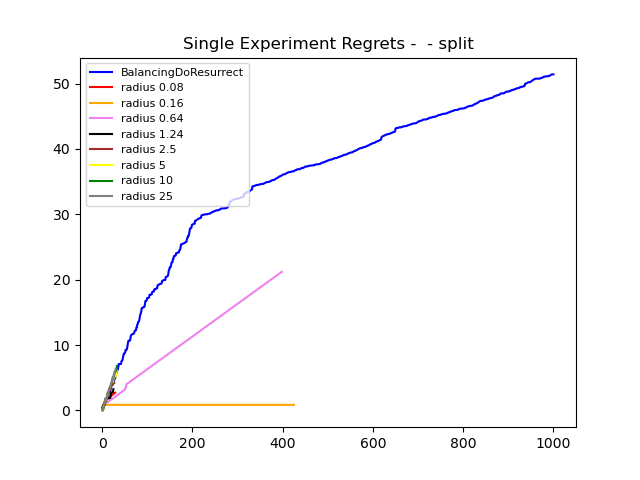 Single Experiment Regrets -  - split
BalancingDoResurrect
radius 0.08
radius 0.16
radius 0.64
radius 1.24
radius 2.5
radius 5
radius 10
radius 25
50
40
30
20
10
0
0 200 400 600 800 1000